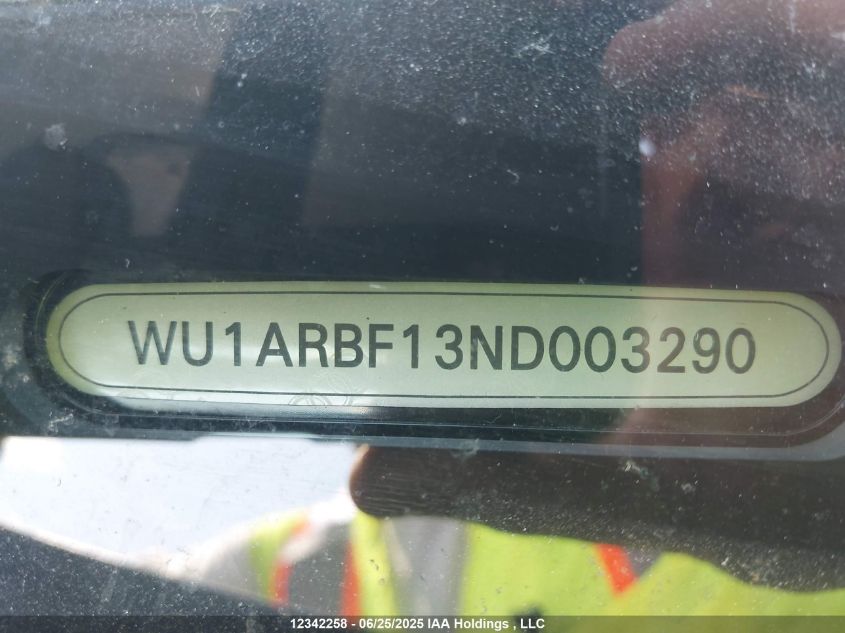 WU1ARBF13ND003290
12342258 - 06/25/2025 IAA Holdings , LLC